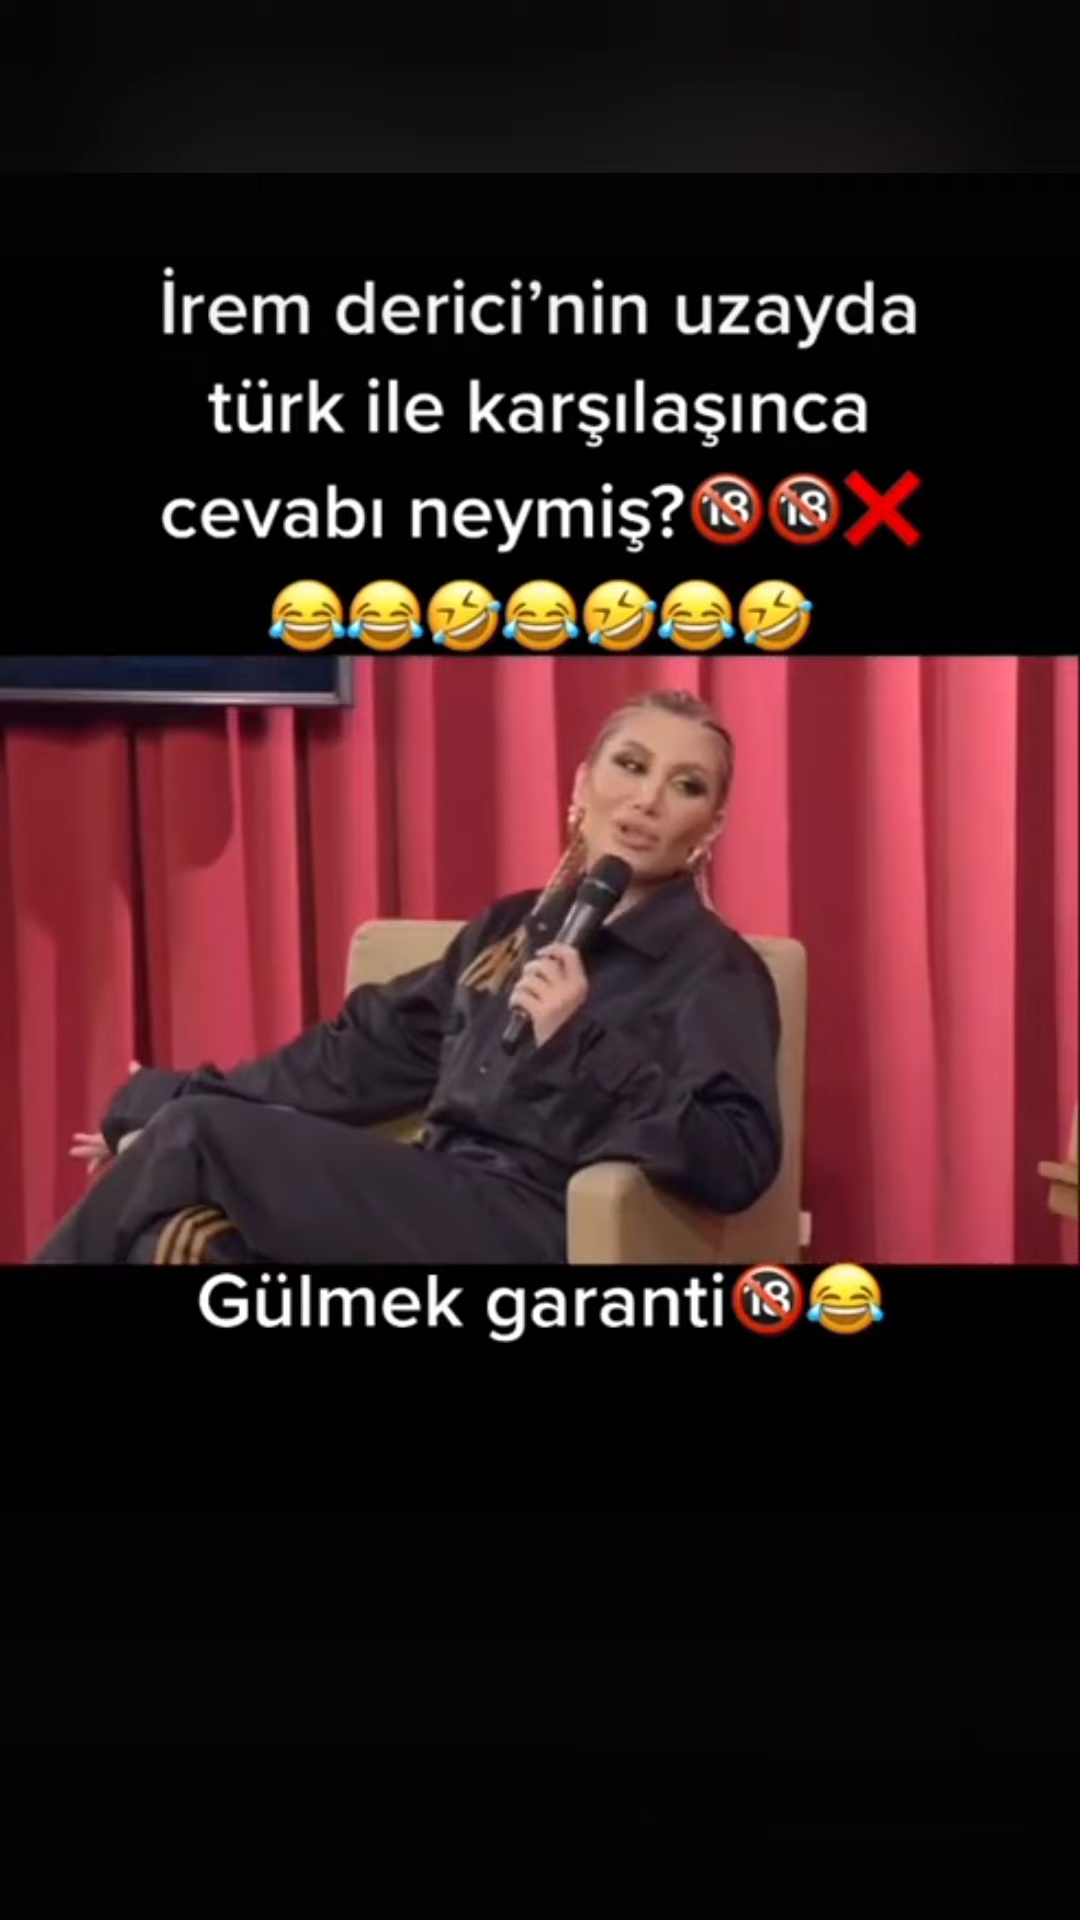 İrem derici’nin uzayda
türk ile karşılaşınca
cevabı neymiş?🔞🔞❌
😂😂🤣😂🤣😂🤣
Gülmek garanti🔞😂